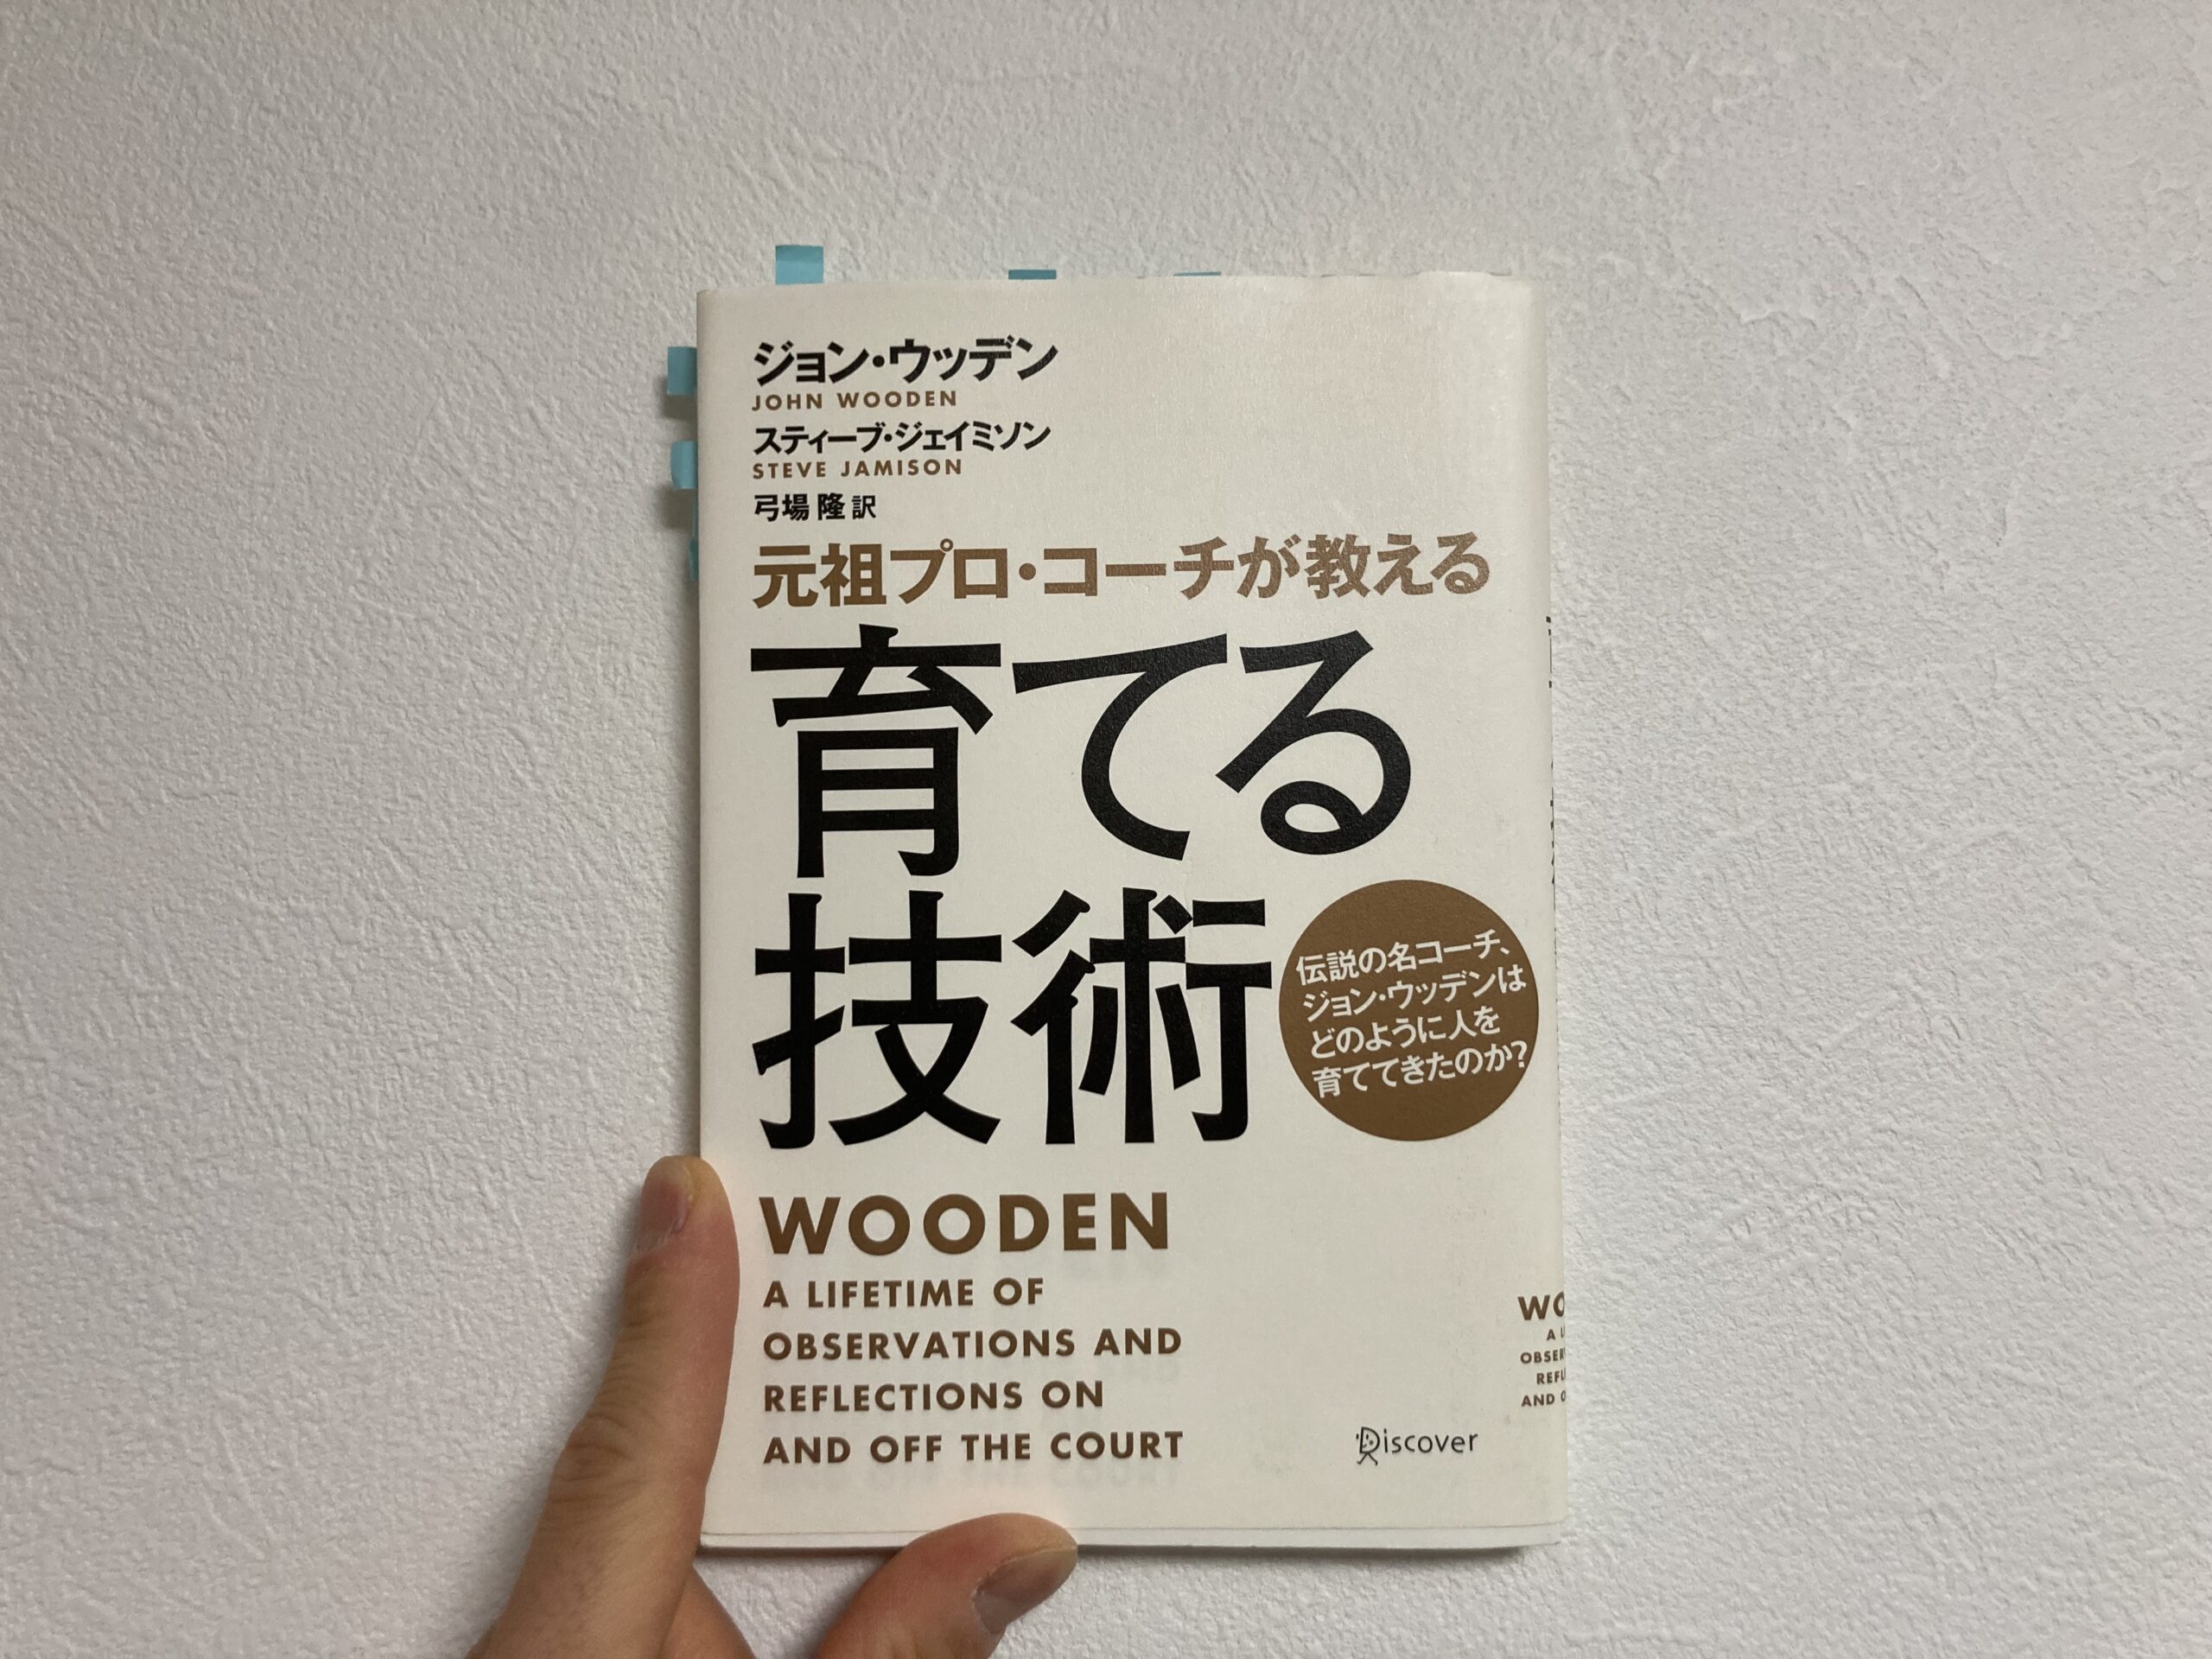 ジョン・ウッデン
JOHN WOODEN
スティーブ・ジェイミソン
STEVE JAMISON
弓場 隆 訳
元祖プロ・コーチが教える
育てる
技術
伝説の名コーチ、
ジョン・ウッデンは
どのように人を
育ててきたのか?
WOODEN
A LIFETIME OF
OBSERVATIONS AND
REFLECTIONS ON
AND OFF THE COURT
Discover